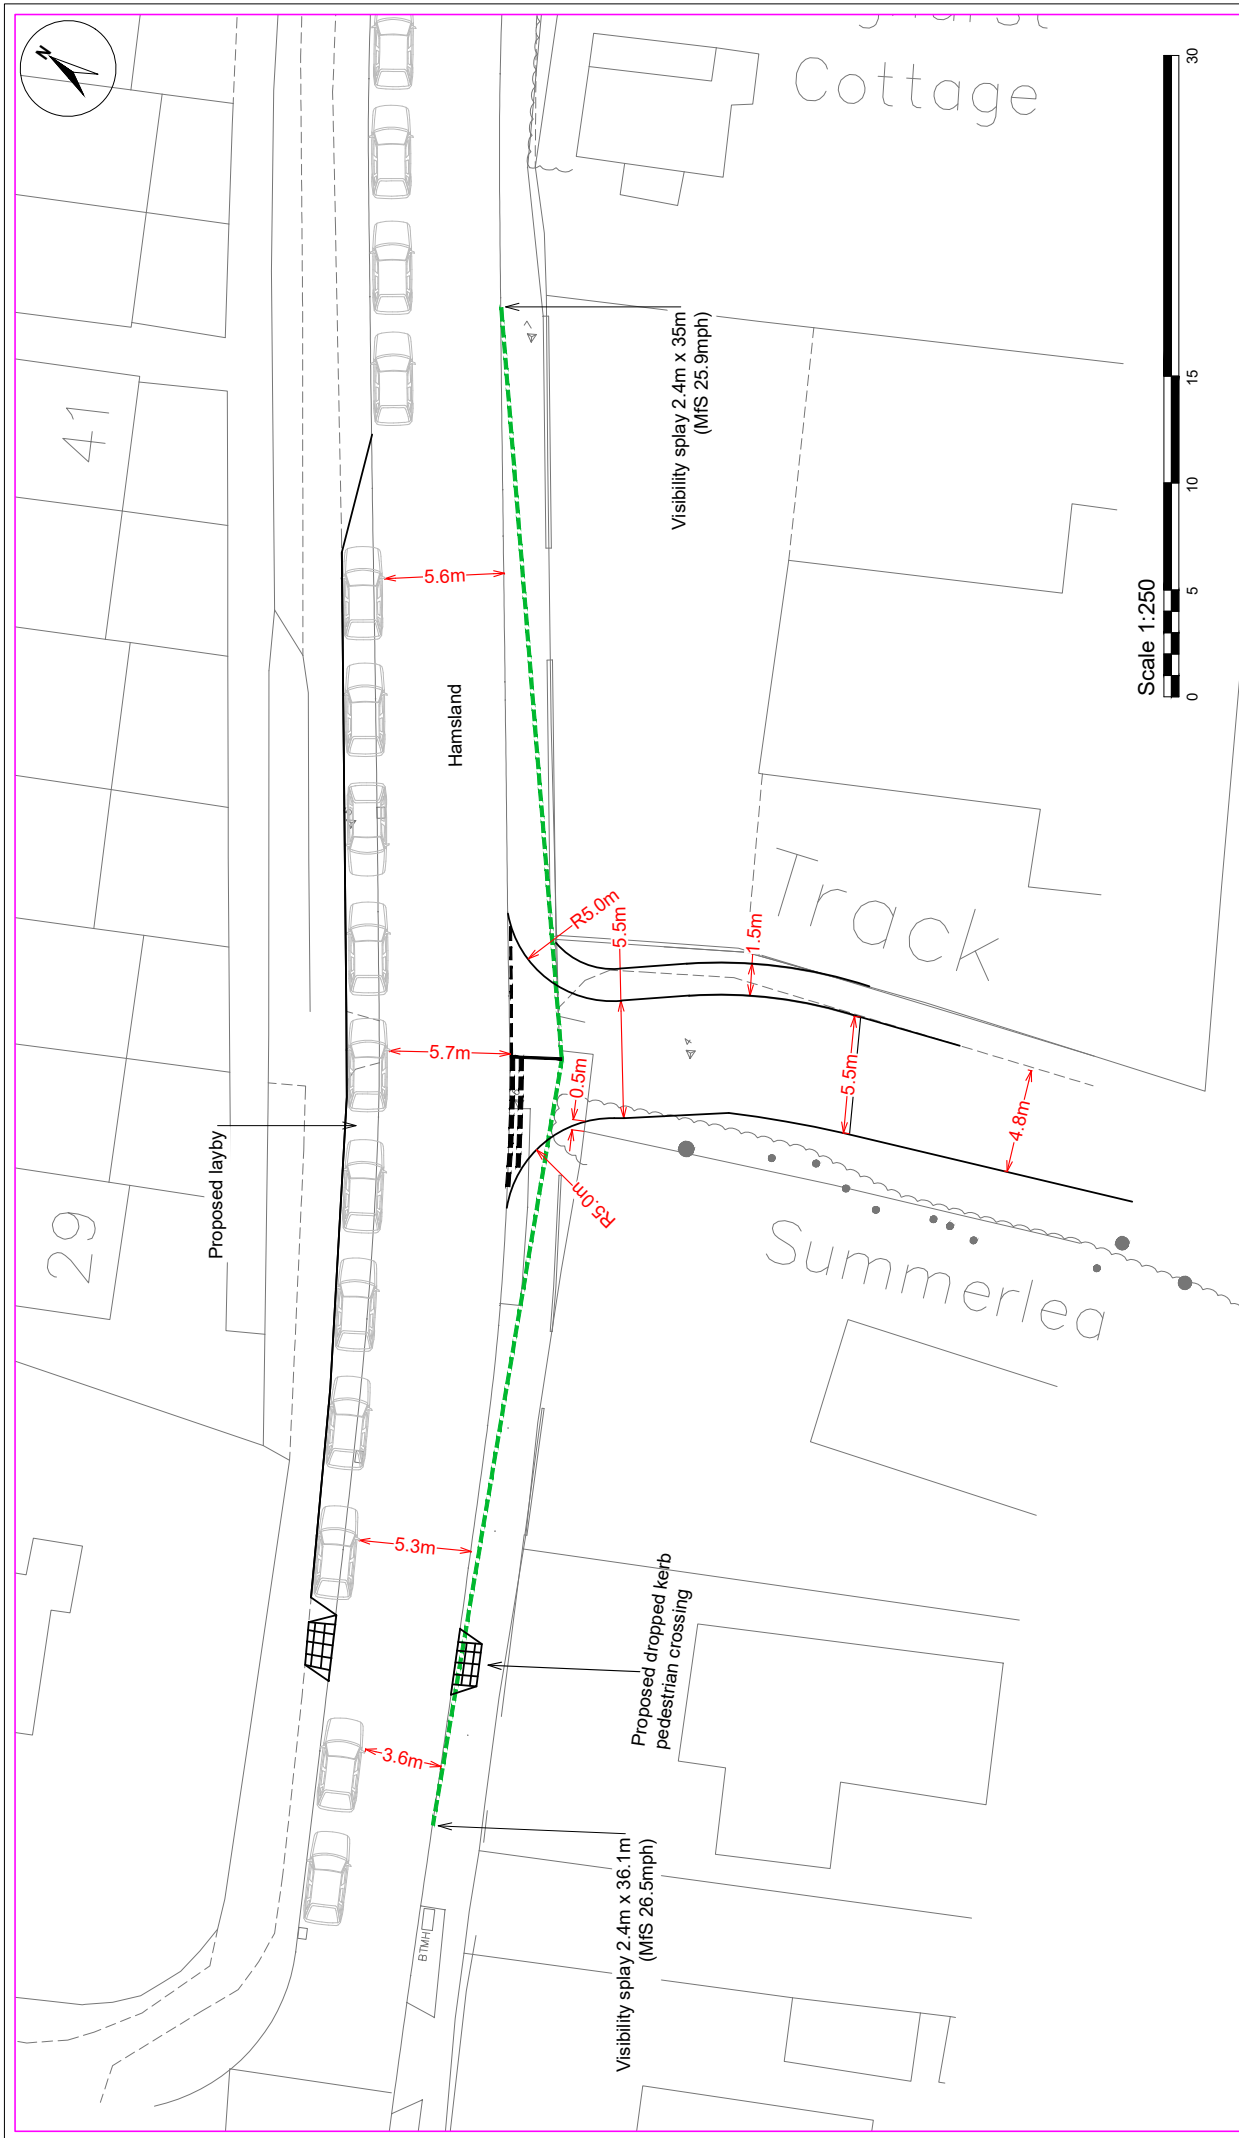 N
Cottage
30
15
10
5
0
Scale 1:250
41
29
Visibility splay 2.4m x 35m
(MfS 25.9mph)
5.6m
Hamsland
R5.0m
5.5m
1.5m
Track
5.7m
0.5m
5.5m
4.8m
R5.0m
Proposed layby
Summerlea
5.3m
Proposed dropped kerb
pedestrian crossing
3.6m
Visibility splay 2.4m x 36.1m
(MfS 26.5mph)
BTMH